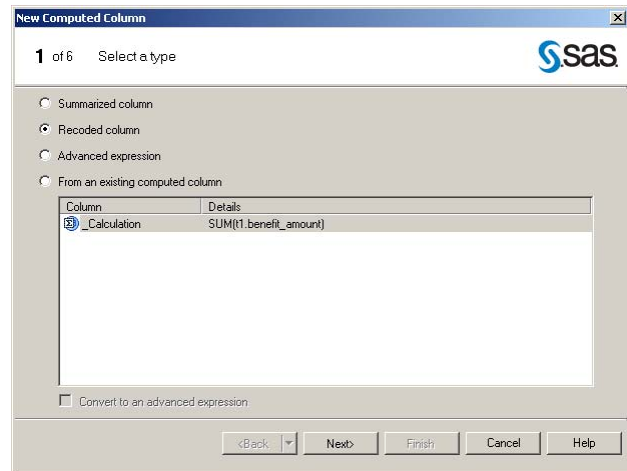 New Computed Column
1 of 6 Select a type
sas
Summarized column
Recoded column
Advanced expression
From an existing computed column
Column Details
_Calculation SUM(t1.benefit_amount)
Convert to an advanced expression
<Back Next> Finish Cancel Help